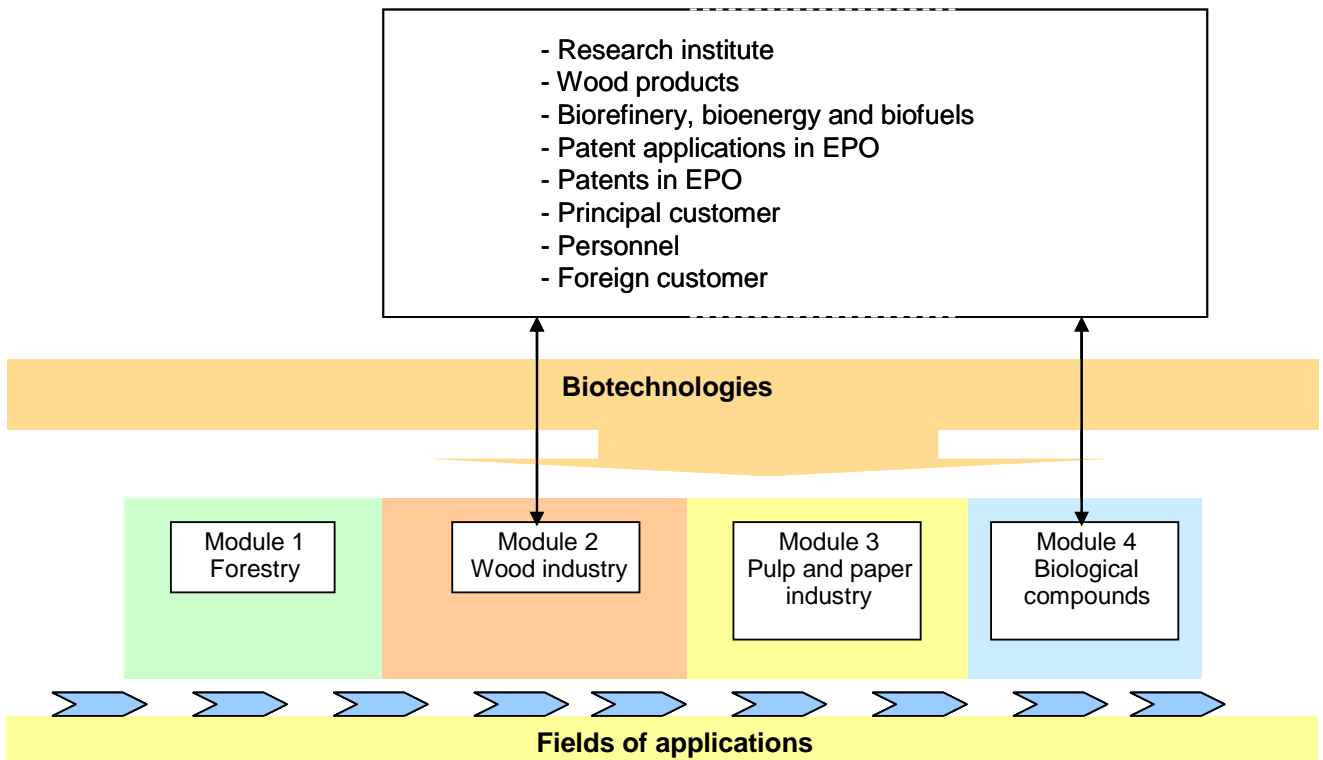 - Research institute
- Wood products
- Biorefinery, bioenergy and biofuels
- Patent applications in EPO
- Patents in EPO
- Principal customer
- Personnel
- Foreign customer
Biotechnologies
Module 1
Forestry
Module 2
Wood industry
Module 3
Pulp and paper
industry
Module 4
Biological
compounds
Fields of applications